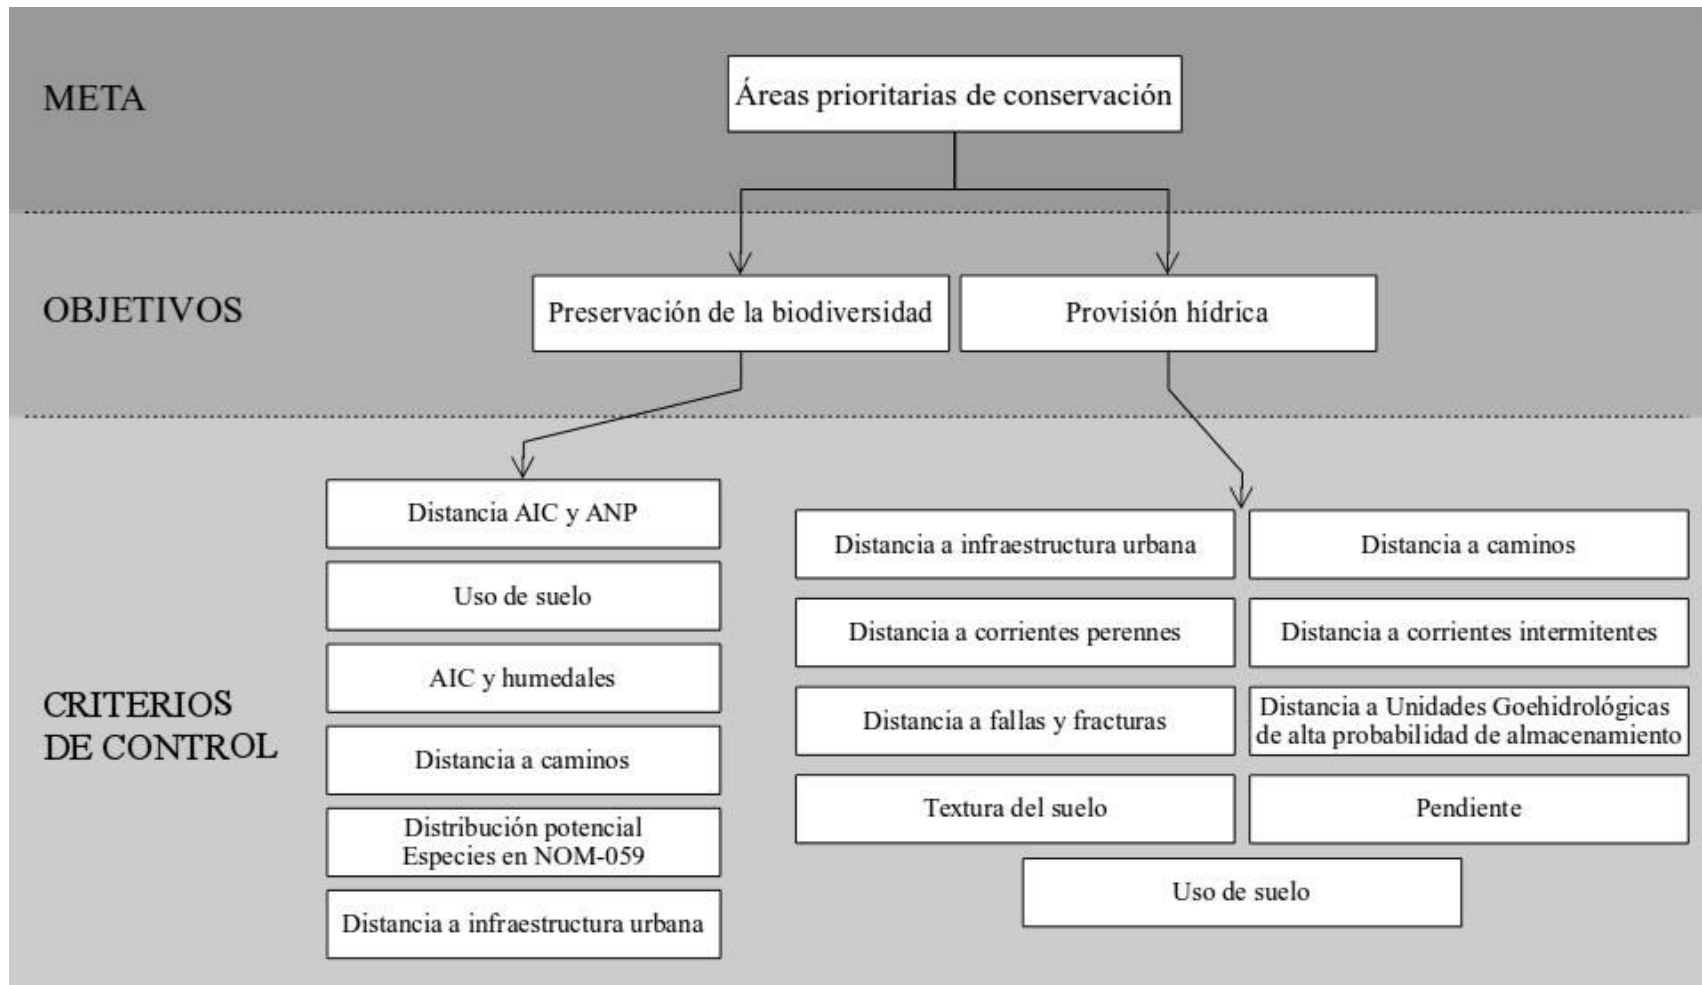 META
Áreas prioritarias de conservación
OBJETIVOS
Preservación de la biodiversidad
Provisión hídrica
CRITERIOS
DE CONTROL
Distancia AIC y ANP
Uso de suelo
AIC y humedales
Distancia a caminos
Distribución potencial
Especies en NOM-059
Distancia a infraestructura urbana
Distancia a infraestructura urbana
Distancia a caminos
Distancia a corrientes perennes
Distancia a corrientes intermitentes
Distancia a fallas y fracturas
Distancia a Unidades Goehidrológicas
de alta probabilidad de almacenamiento
Textura del suelo
Pendiente
Uso de suelo